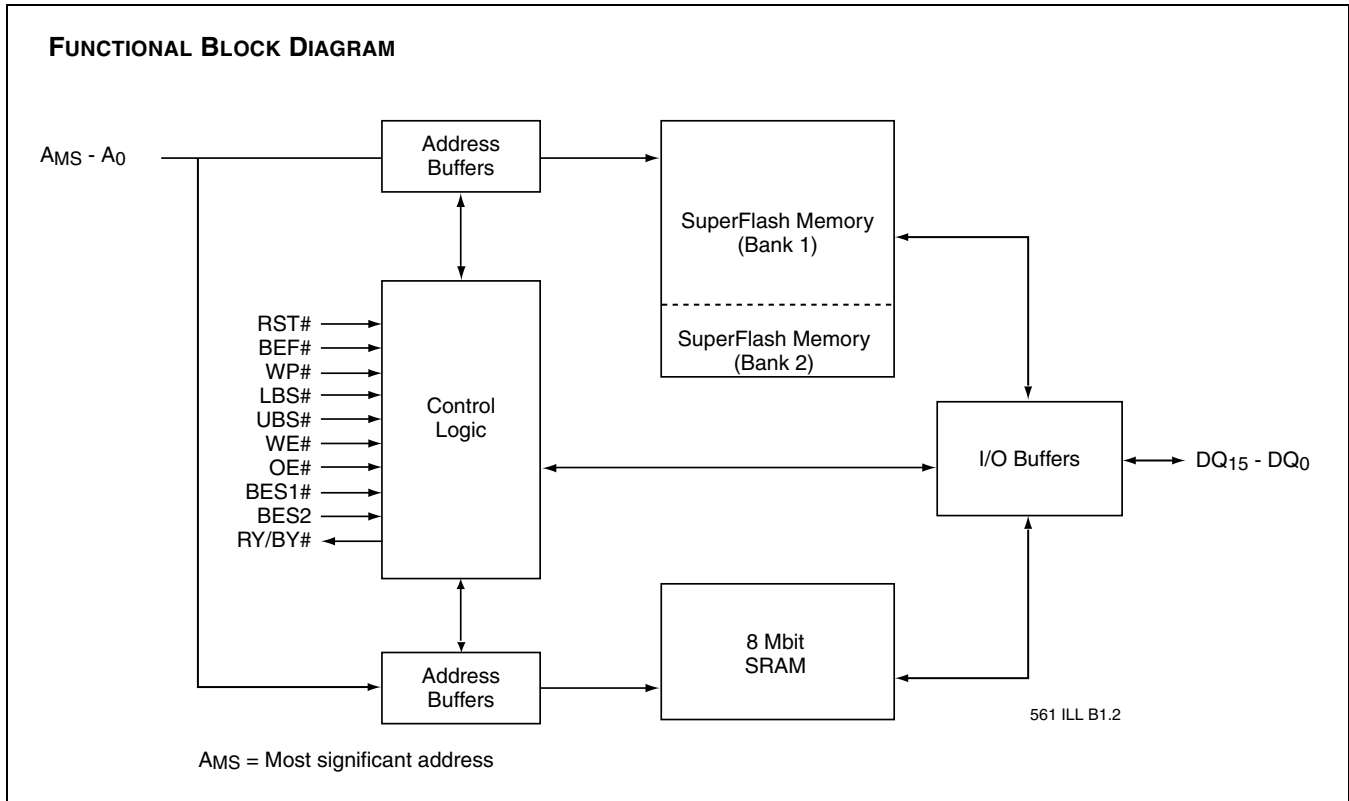 FUNCTIONAL BLOCK DIAGRAM
AMS - A0
Address
Buffers
SuperFlash Memory
(Bank 1)
SuperFlash Memory
(Bank 2)
RST#
BEF#
WP#
LBS#
UBS#
WE#
OE#
BES1#
BES2
RY/BY#
Control
Logic
I/O Buffers
DQ15 - DQ0
Address
Buffers
8 Mbit
SRAM
561 ILL B1.2
AMS = Most significant address